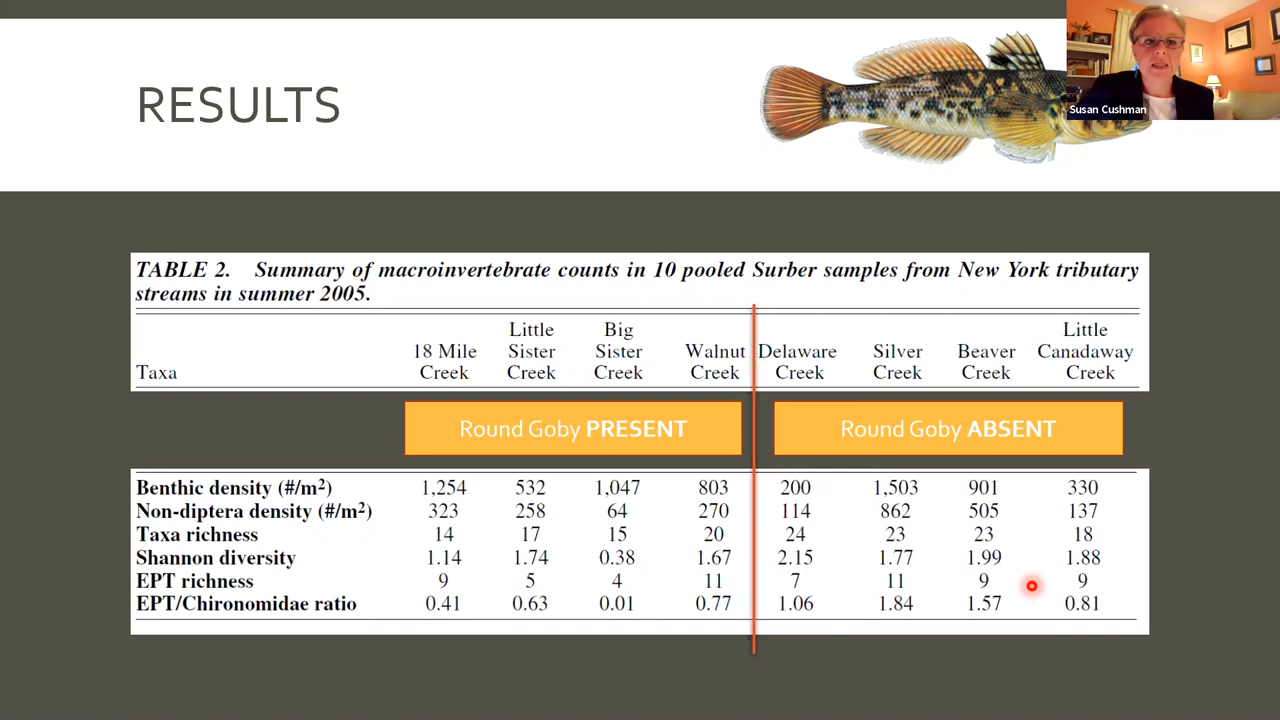 RESULTS
Susan Cushman
TABLE 2. Summary of macroinvertebrate counts in 10 pooled Surber samples from New York tributary
streams in summer 2005.
Taxa
18 Mile Creek
Little Sister Creek
Big Sister Creek
Walnut Creek
Delaware Creek
Silver Creek
Beaver Creek
Little Canadaway Creek
Round Goby PRESENT
Round Goby ABSENT
Benthic density (#/m²) 1,254 532 1,047 803 200 1,503 901 330
Non-diptera density (#/m²) 323 258 64 270 114 862 505 137
Taxa richness 14 17 15 20 24 23 23 18
Shannon diversity 1.14 1.74 0.38 1.67 2.15 1.77 1.99 1.88
EPT richness 9 5 4 11 7 11 9 9
EPT/Chironomidae ratio 0.41 0.63 0.01 0.77 1.06 1.84 1.57 0.81